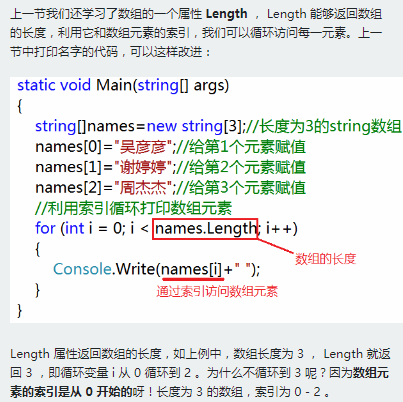 上一节我们还学习了数组的一个属性 Length ， Length 能够返回数组
的长度，利用它和数组元素的索引，我们可以循环访问每一元素。上一
节中打印名字的代码，可以这样改进：
static void Main(string[] args)
{
string[]names=new string[3];//长度为3的string数组
names[0]="吴彦彦";//给第1个元素赋值
names[1]="谢婷婷";//给第2个元素赋值
names[2]="周杰杰";//给第3个元素赋值
//利用索引循环打印数组元素
for (int i = 0; i < names.Length; i++)
{
数组的长度
Console.Write(names[i]+" ");
通过索引访问数组元素
}
}
Length 属性返回数组的长度，如上例中，数组长度为 3 ， Length 就返
回 3 ，即循环变量 i 从 0 循环到 2 。为什么不循环到 3 呢？因为数组元
素的索引是从 0 开始的呀！长度为 3 的数组，索引为 0 - 2 。